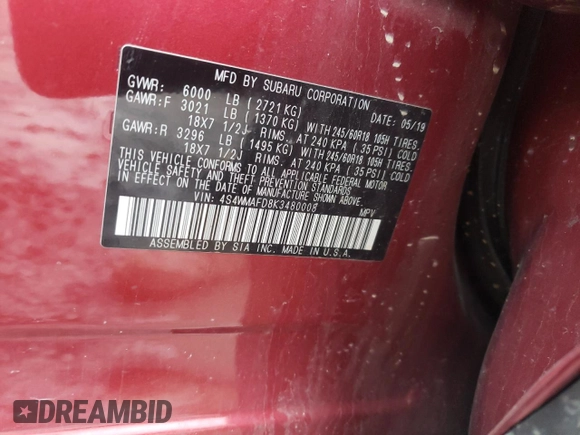 MFD BY SUBARU CORPORATION
GVWR: 6000 LB ( 2721 KG) DATE: 05/19
GAWR:F 3021 LB ( 1370 KG) WITH 245/60R18 105H TIRES.
18X7 1/2J RIMS. AT 240 KPA ( 35 PSI) COLD
GAWR:R 3296 LB ( 1495 KG) WITH 245/60R18 105H TIRES.
18X7 1/2J RIMS. AT 240 KPA ( 35 PSI) COLD
THIS VEHICLE CONFORMS TO ALL APPLICABLE FEDERAL MOTOR
VEHICLE SAFETY AND THEFT PREVENTION STANDARDS
IN EFFECT ON THE DATE OF MANUFACTURE SHOWN ABOVE.
VIN: 4S4WMAFD8K3480008 MPV
ASSEMBLED BY SIA INC. MADE IN U.S.A.
DREAMBID